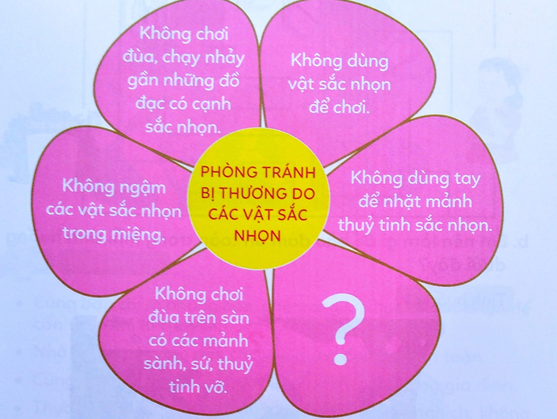 Không chơi
đùa, chạy nhảy
gần những đồ
đạc có cạnh
sắc nhọn.
Không dùng
vật sắc nhọn
để chơi.
Không ngậm
các vật sắc nhọn
trong miệng.
PHÒNG TRÁNH
BỊ THƯƠNG DO
CÁC VẬT SẮC
NHỌN
Không dùng tay
để nhặt mảnh
thuỷ tinh sắc nhọn.
Không chơi
đùa trên sàn
có các mảnh
sành, sứ, thuỷ
tinh vỡ.
?